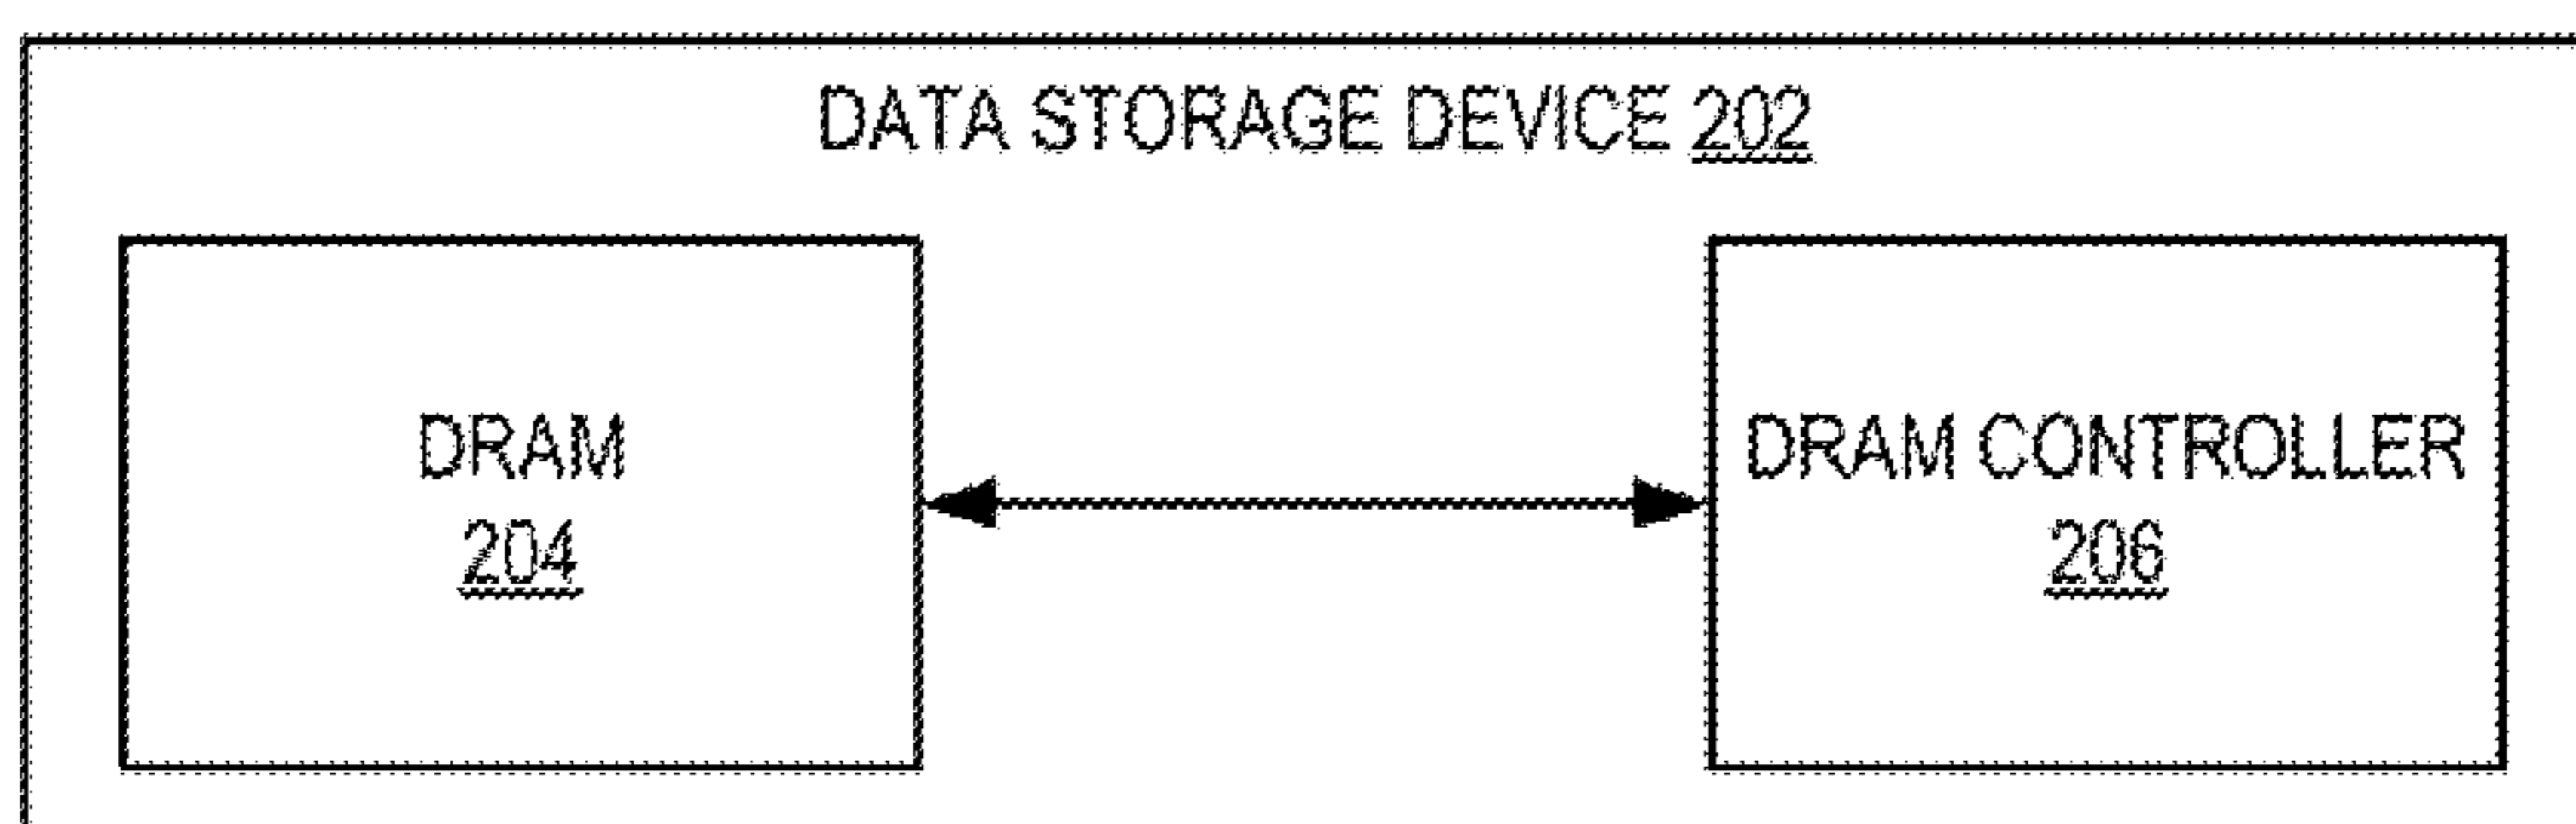 DATA STORAGE DEVICE 202
DRAM
204
DRAM CONTROLLER
206